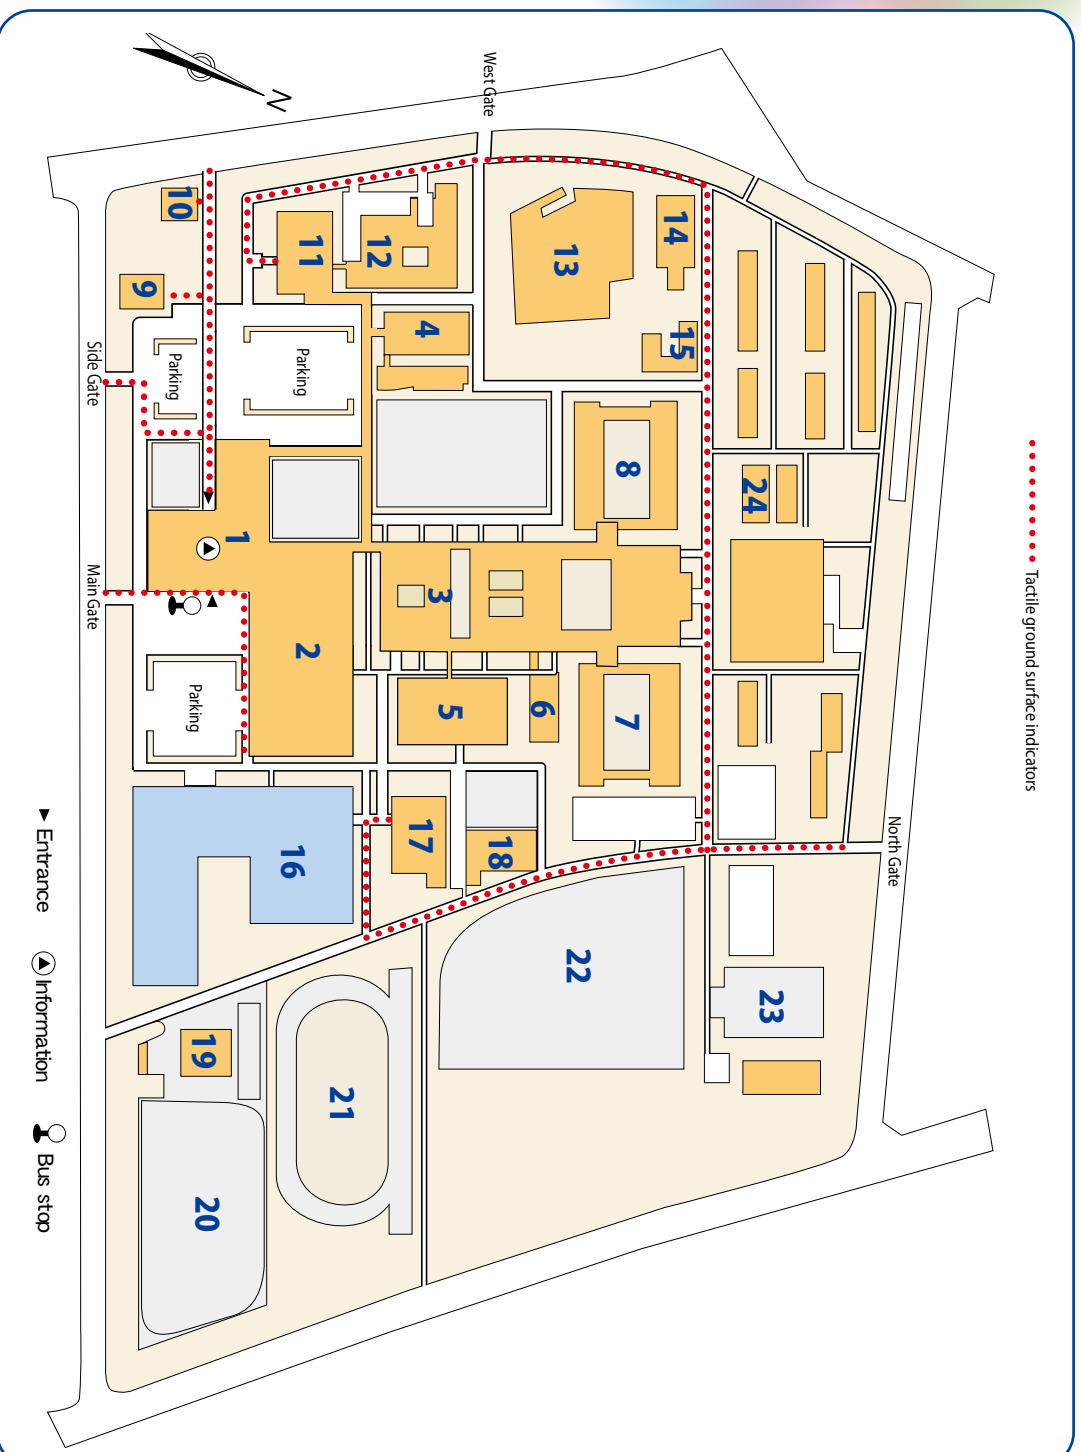 N
West Gate
North Gate
Side Gate
Main Gate
Parking
Parking
Parking
1
2
3
4
5
6
7
8
9
10
11
12
13
14
15
16
17
18
19
20
21
22
23
24
Tactile ground surface indicators
Entrance
Information
Bus stop